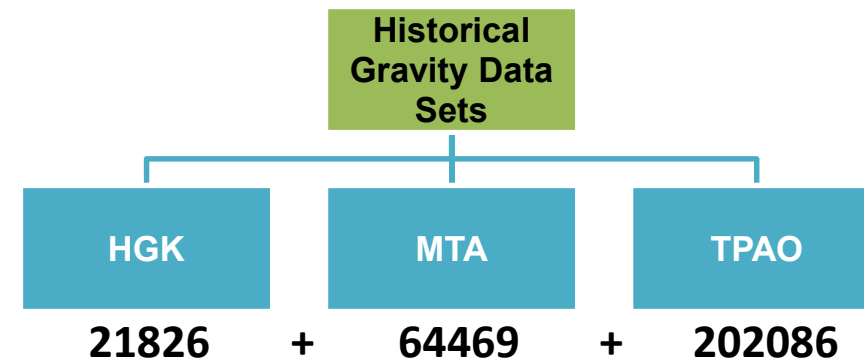 Historical
Gravity Data
Sets
HGK MTA TPAO
21826 + 64469 + 202086